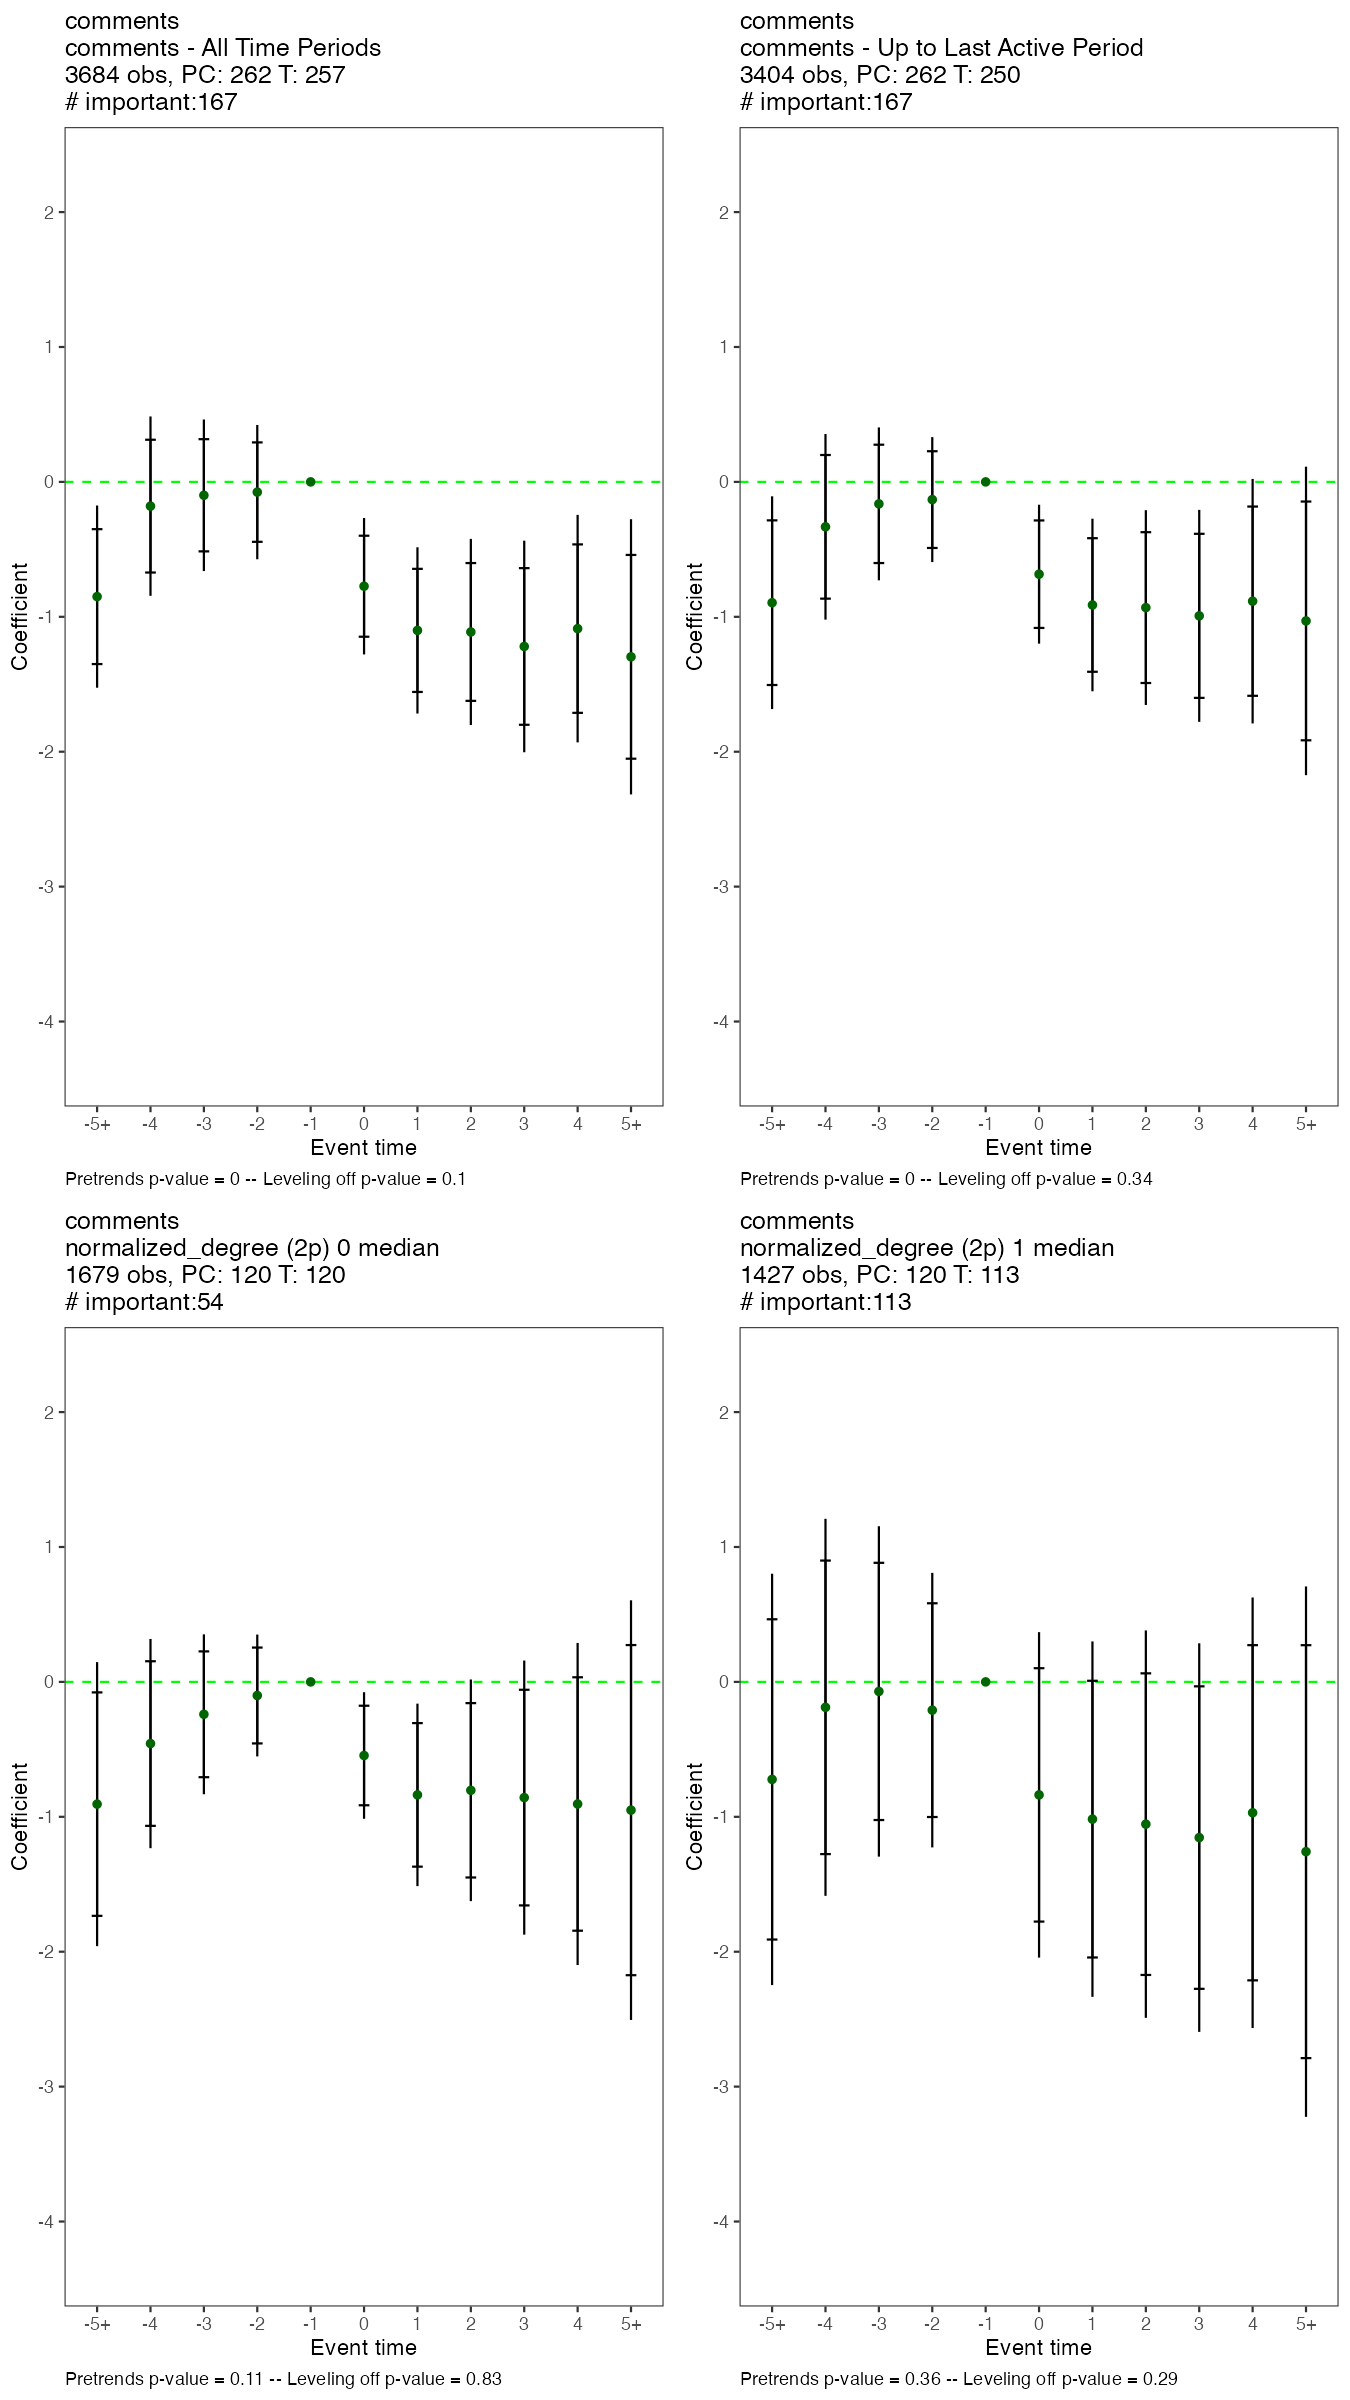 comments
comments - All Time Periods
3684 obs, PC: 262 T: 257
# important:167
2
1
0
-1
-2
-3
-4
Coefficient
-5+ -4 -3 -2 -1 0 1 2 3 4 5+
Event time
Pretrends p-value = 0 -- Leveling off p-value = 0.1
comments
comments - Up to Last Active Period
3404 obs, PC: 262 T: 250
# important:167
2
1
0
-1
-2
-3
-4
Coefficient
-5+ -4 -3 -2 -1 0 1 2 3 4 5+
Event time
Pretrends p-value = 0 -- Leveling off p-value = 0.34
comments
normalized_degree (2p) 0 median
1679 obs, PC: 120 T: 120
# important:54
2
1
0
-1
-2
-3
-4
Coefficient
-5+ -4 -3 -2 -1 0 1 2 3 4 5+
Event time
Pretrends p-value = 0.11 -- Leveling off p-value = 0.83
comments
normalized_degree (2p) 1 median
1427 obs, PC: 120 T: 113
# important:113
2
1
0
-1
-2
-3
-4
Coefficient
-5+ -4 -3 -2 -1 0 1 2 3 4 5+
Event time
Pretrends p-value = 0.36 -- Leveling off p-value = 0.29